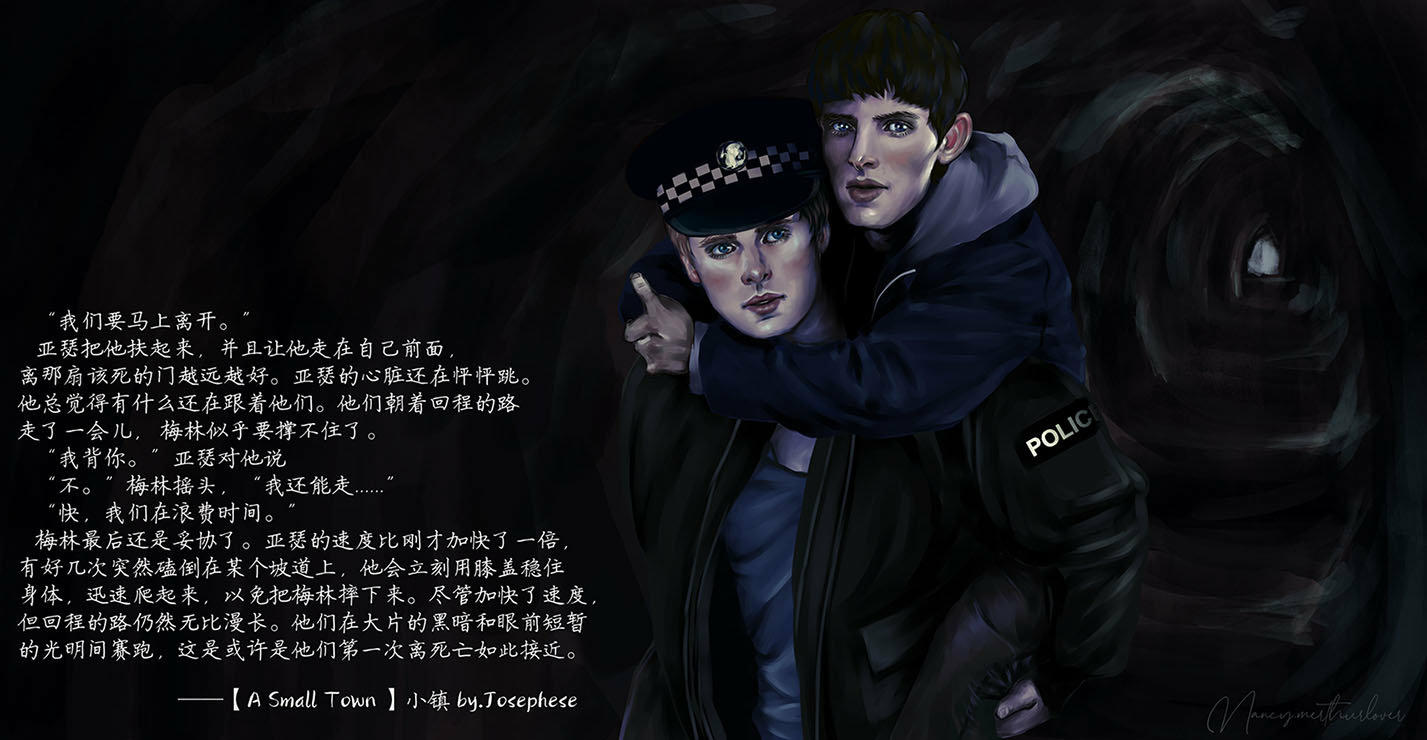 “我们要马上离开。”
亚瑟把他扶起来，并且让他走在自己前面，
离那扇该死的门越远越好。亚瑟的心脏还在怦怦跳。
他总觉得有什么还在跟着他们。他们朝着回程的路
走了一会儿， 梅林似乎要撑不住了。
“我背你。”亚瑟对他说
“不。”梅林摇头，“我还能走......”
“快，我们在浪费时间。”
梅林最后还是妥协了。亚瑟的速度比刚才加快了一倍，
有好几次突然磕倒在某个坡道上，他会立刻用膝盖稳住
身体，迅速爬起来，以免把梅林摔下来。尽管加快了速度，
但回程的路仍然无比漫长。他们在大片的黑暗和眼前短暂
的光明间赛跑，这是或许是他们第一次离死亡如此接近。
——【 A Small Town 】小镇 by.Josephese
POLICE
Nancy.merthurlover